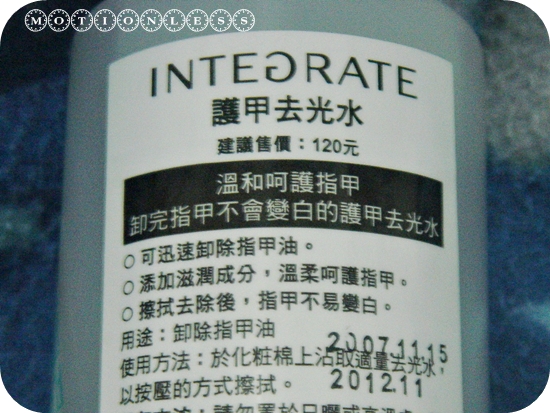 MOTIONLESS
INTEGRATE
護甲去光水
建議售價：120元
溫和呵護指甲
卸完指甲不會變白的護甲去光水
○可迅速卸除指甲油。
○添加滋潤成分，溫柔呵護指甲。
○擦拭去除後，指甲不易變白。
用途：卸除指甲油
2007.11.15
使用方法：於化粧棉上沾取適量去光水，
以按壓的方式擦拭。
2012.11